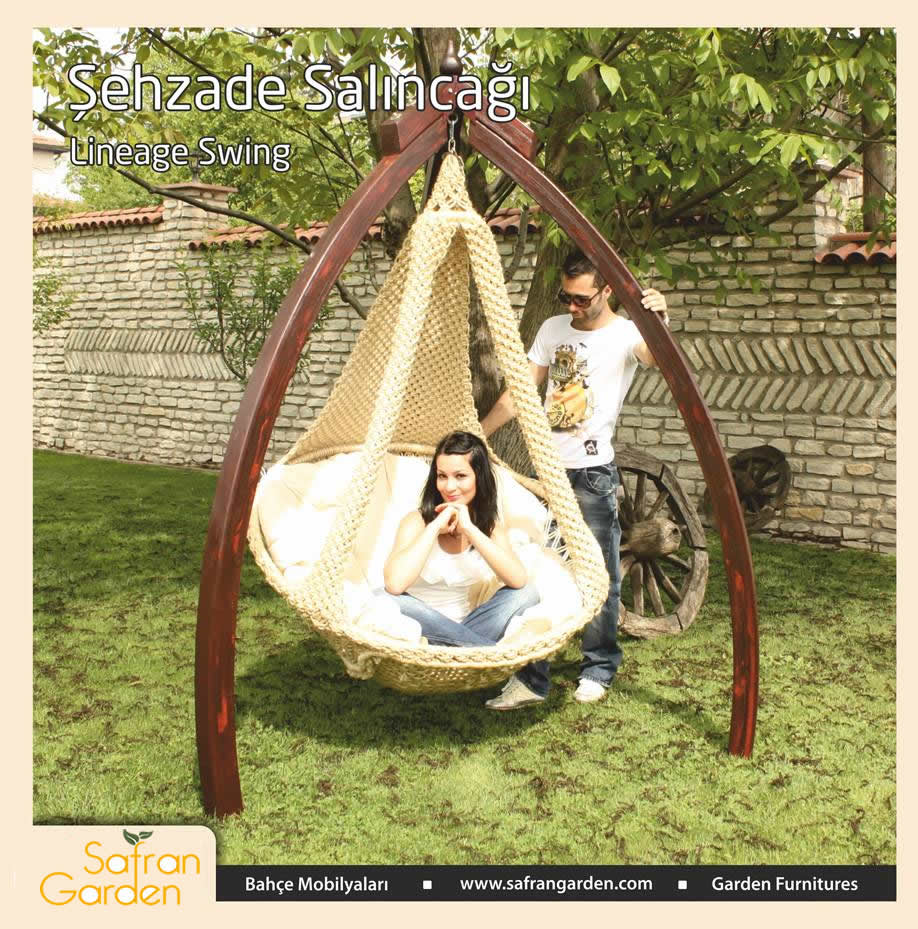 Şehzade Salıncağı
Lineage Swing
Safran
Garden
Bahçe Mobilyaları ■ www.safrangarden.com ■ Garden Furnitures